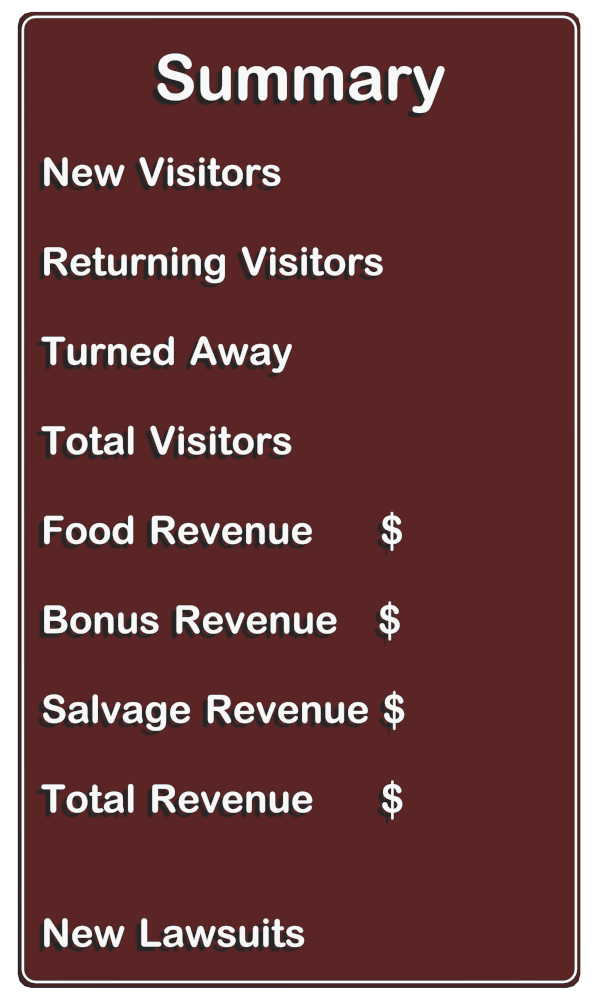 Summary
New Visitors
Returning Visitors
Turned Away
Total Visitors
Food Revenue $
Bonus Revenue $
Salvage Revenue $
Total Revenue $
New Lawsuits